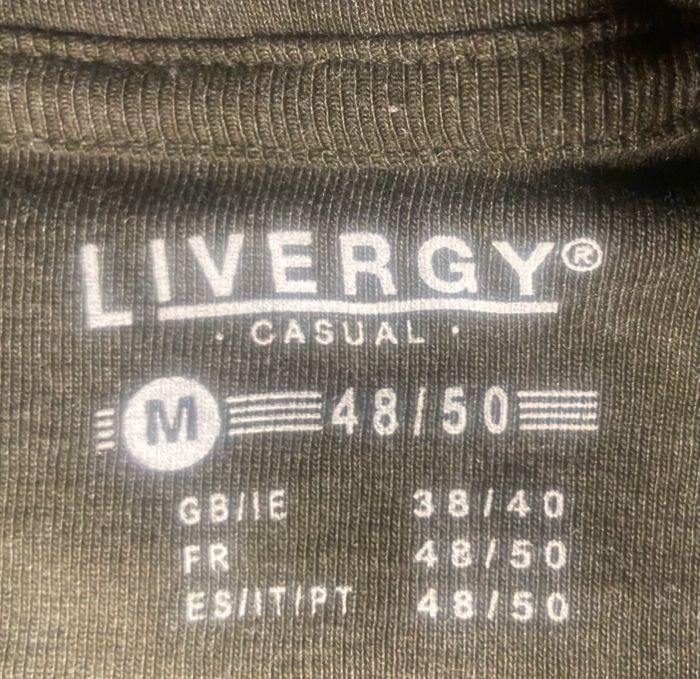 LIVERGY®
· CASUAL ·
M 48/50
GB/IE 38/40
FR 48/50
ES/IT/PT 48/50